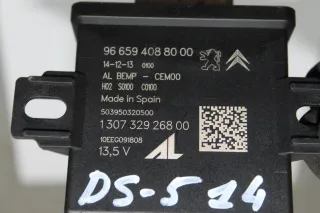 96 659 408 80 00
14-12-13 0100
AL BEMP - CEM00
H02 S0100 C0100
Made in Spain
503950320500
1 307 329 268 00
10EEG091808
13,5 V AL
DS-5 14